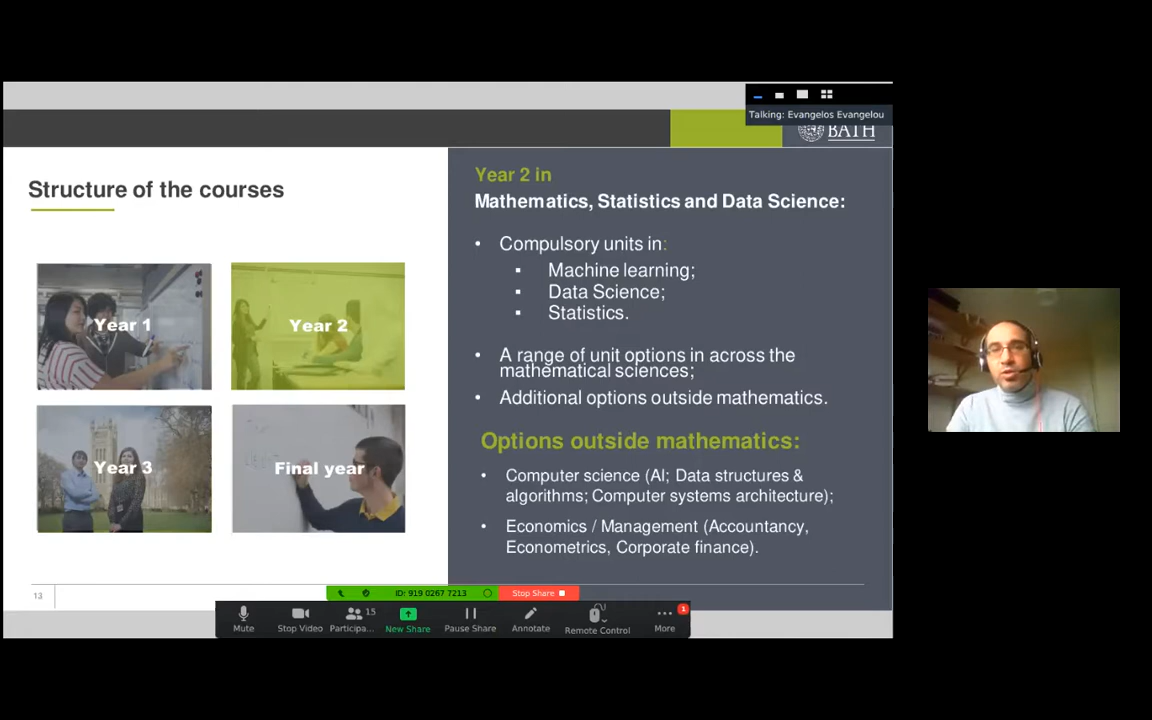 Talking: Evangelos Evangelou
BATH
Structure of the courses
Year 1
Year 2
Year 3
Final year
Year 2 in
Mathematics, Statistics and Data Science:
• Compulsory units in:
▪ Machine learning;
▪ Data Science;
▪ Statistics.
• A range of unit options in across the
mathematical sciences;
• Additional options outside mathematics.
Options outside mathematics:
• Computer science (AI; Data structures &
algorithms; Computer systems architecture);
• Economics / Management (Accountancy,
Econometrics, Corporate finance).
13
ID: 919 0267 7213
Stop Share
Mute
Stop Video
Participa...
15
New Share
Pause Share
Annotate
Remote Control
More
1